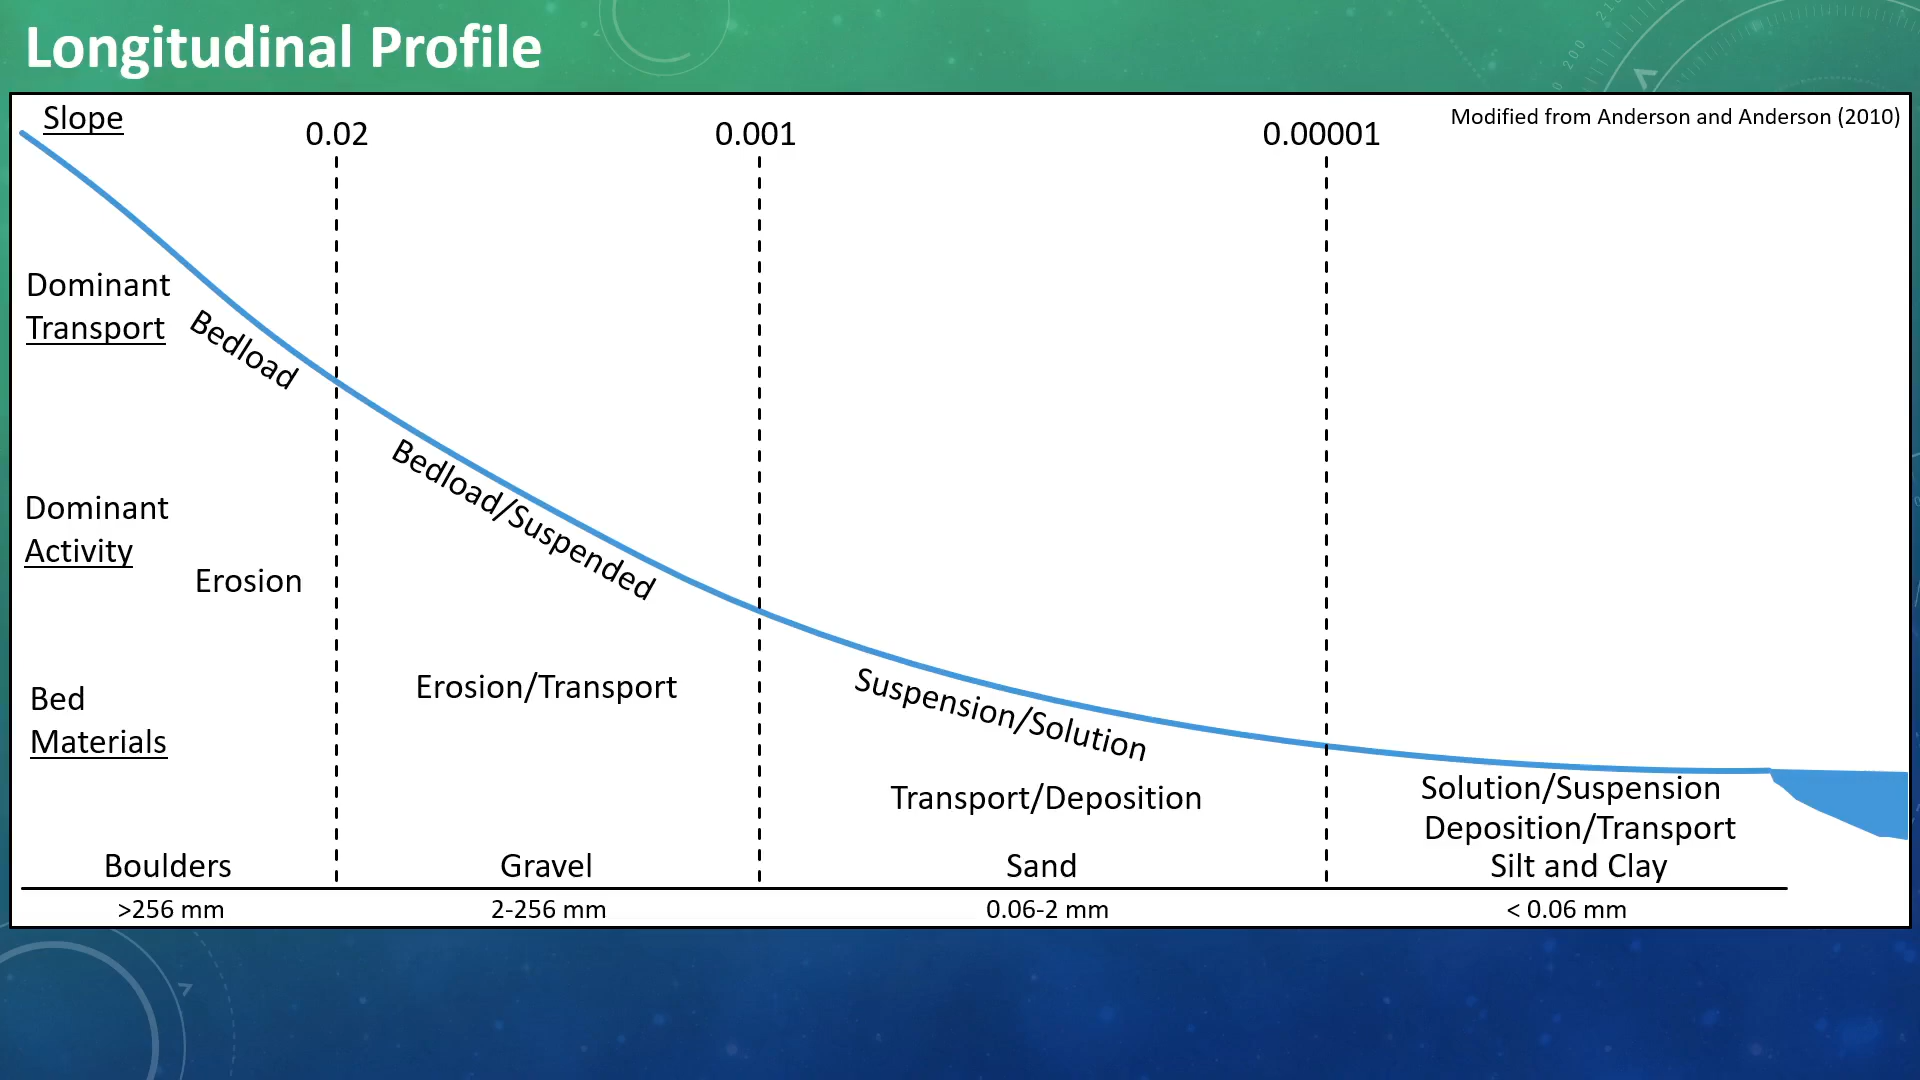 Longitudinal Profile
Slope
0.02
0.001
0.00001
Modified from Anderson and Anderson (2010)
Dominant
Transport
Bedload
Bedload/Suspended
Suspension/Solution
Solution/Suspension
Dominant
Activity
Erosion
Erosion/Transport
Transport/Deposition
Deposition/Transport
Bed
Materials
Boulders
Gravel
Sand
Silt and Clay
>256 mm
2-256 mm
0.06-2 mm
< 0.06 mm
200